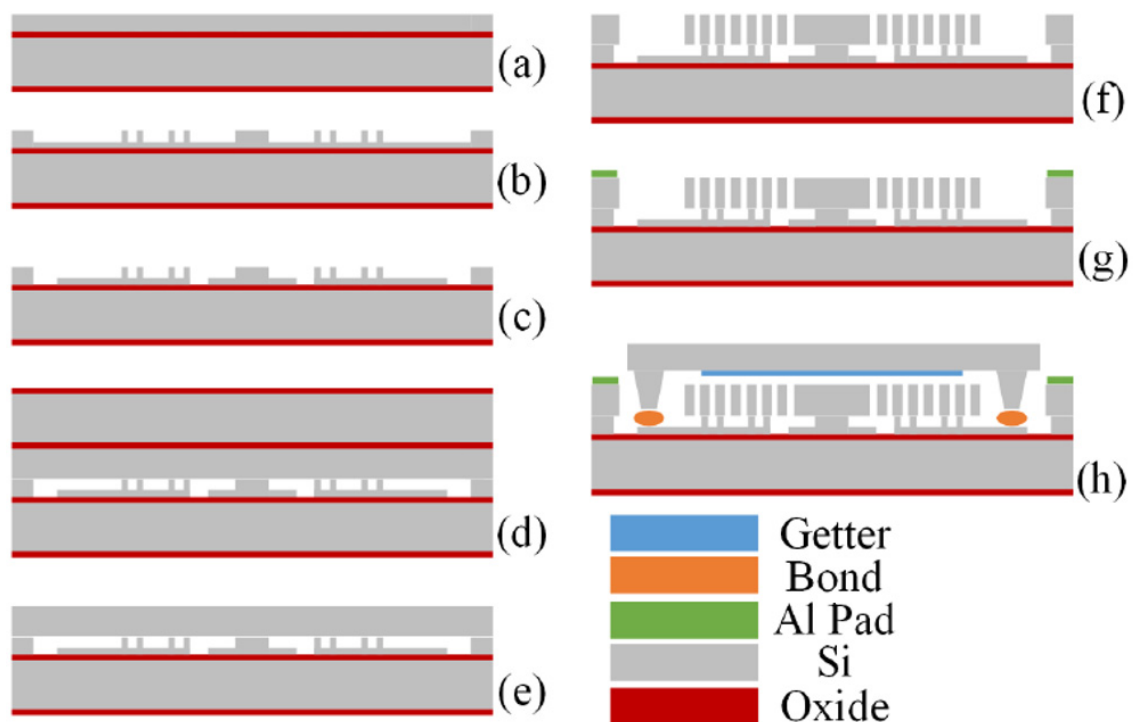 (a)
(b)
(c)
(d)
(e)
(f)
(g)
(h)
Getter
Bond
Al Pad
Si
Oxide